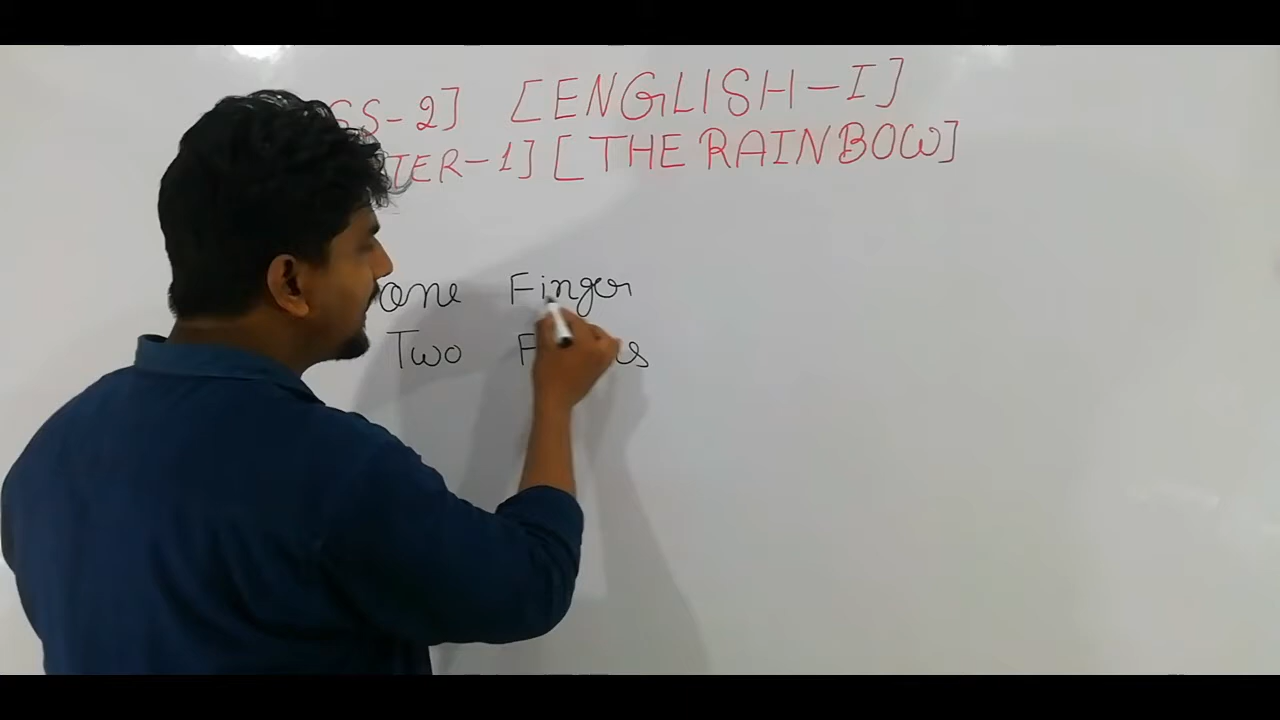 SS-2] [ENGLISH-I]
TER-1] [THE RAINBOW]
one Finger
Two